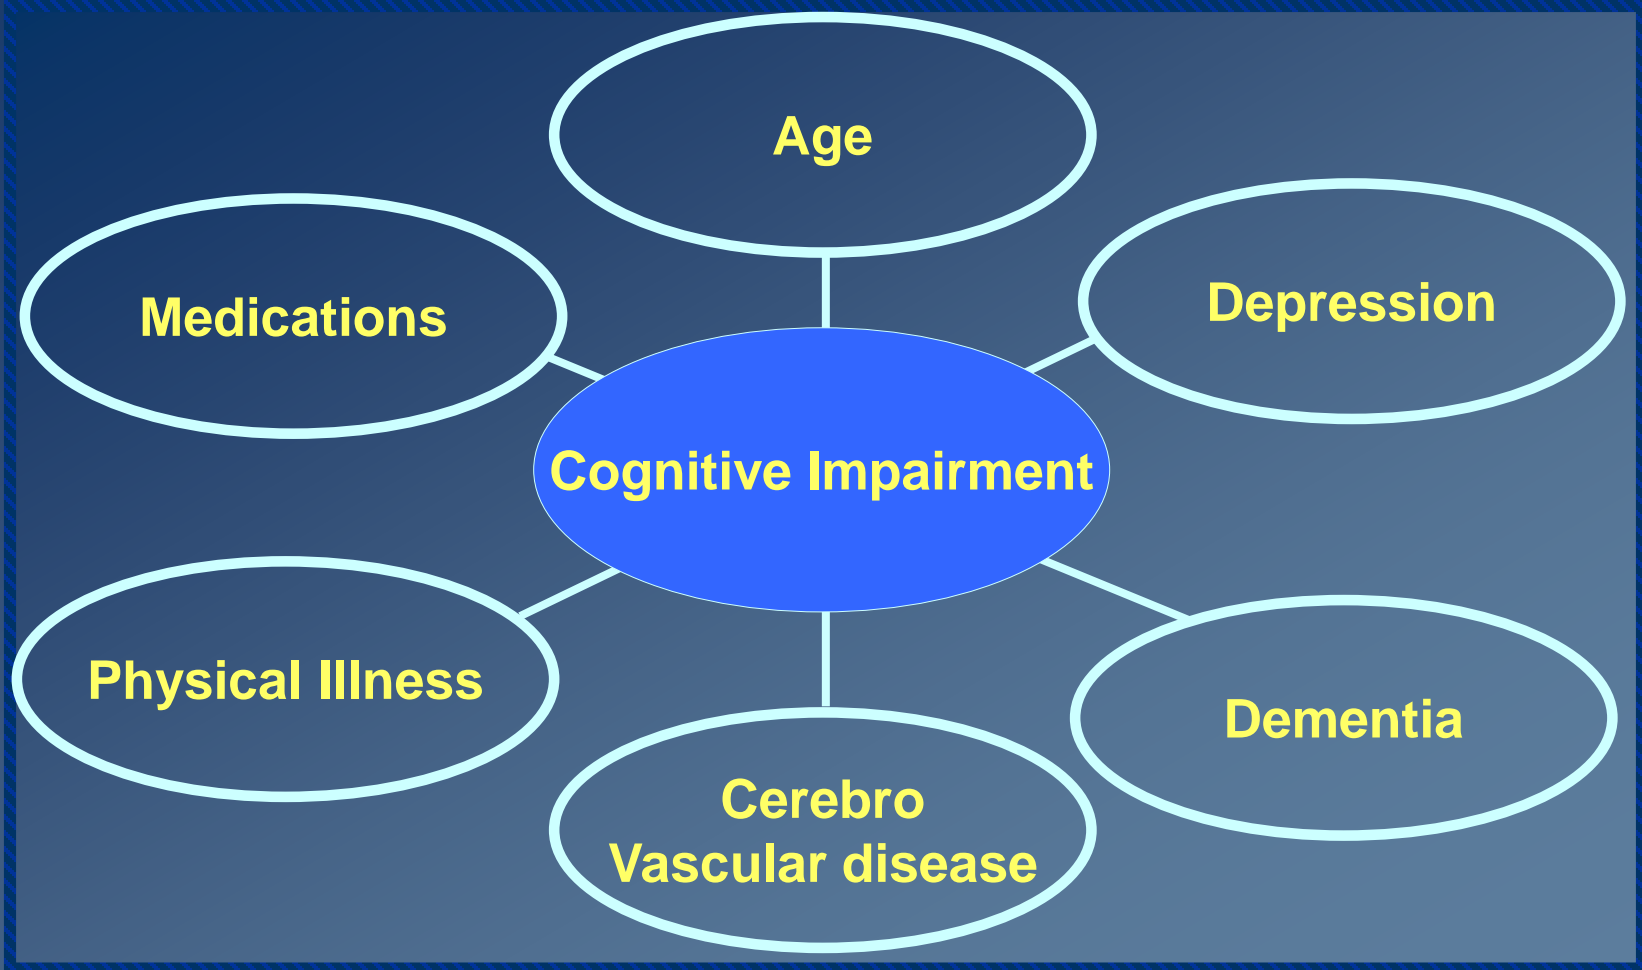 Age
Medications
Depression
Cognitive Impairment
Physical Illness
Dementia
Cerebro
Vascular disease